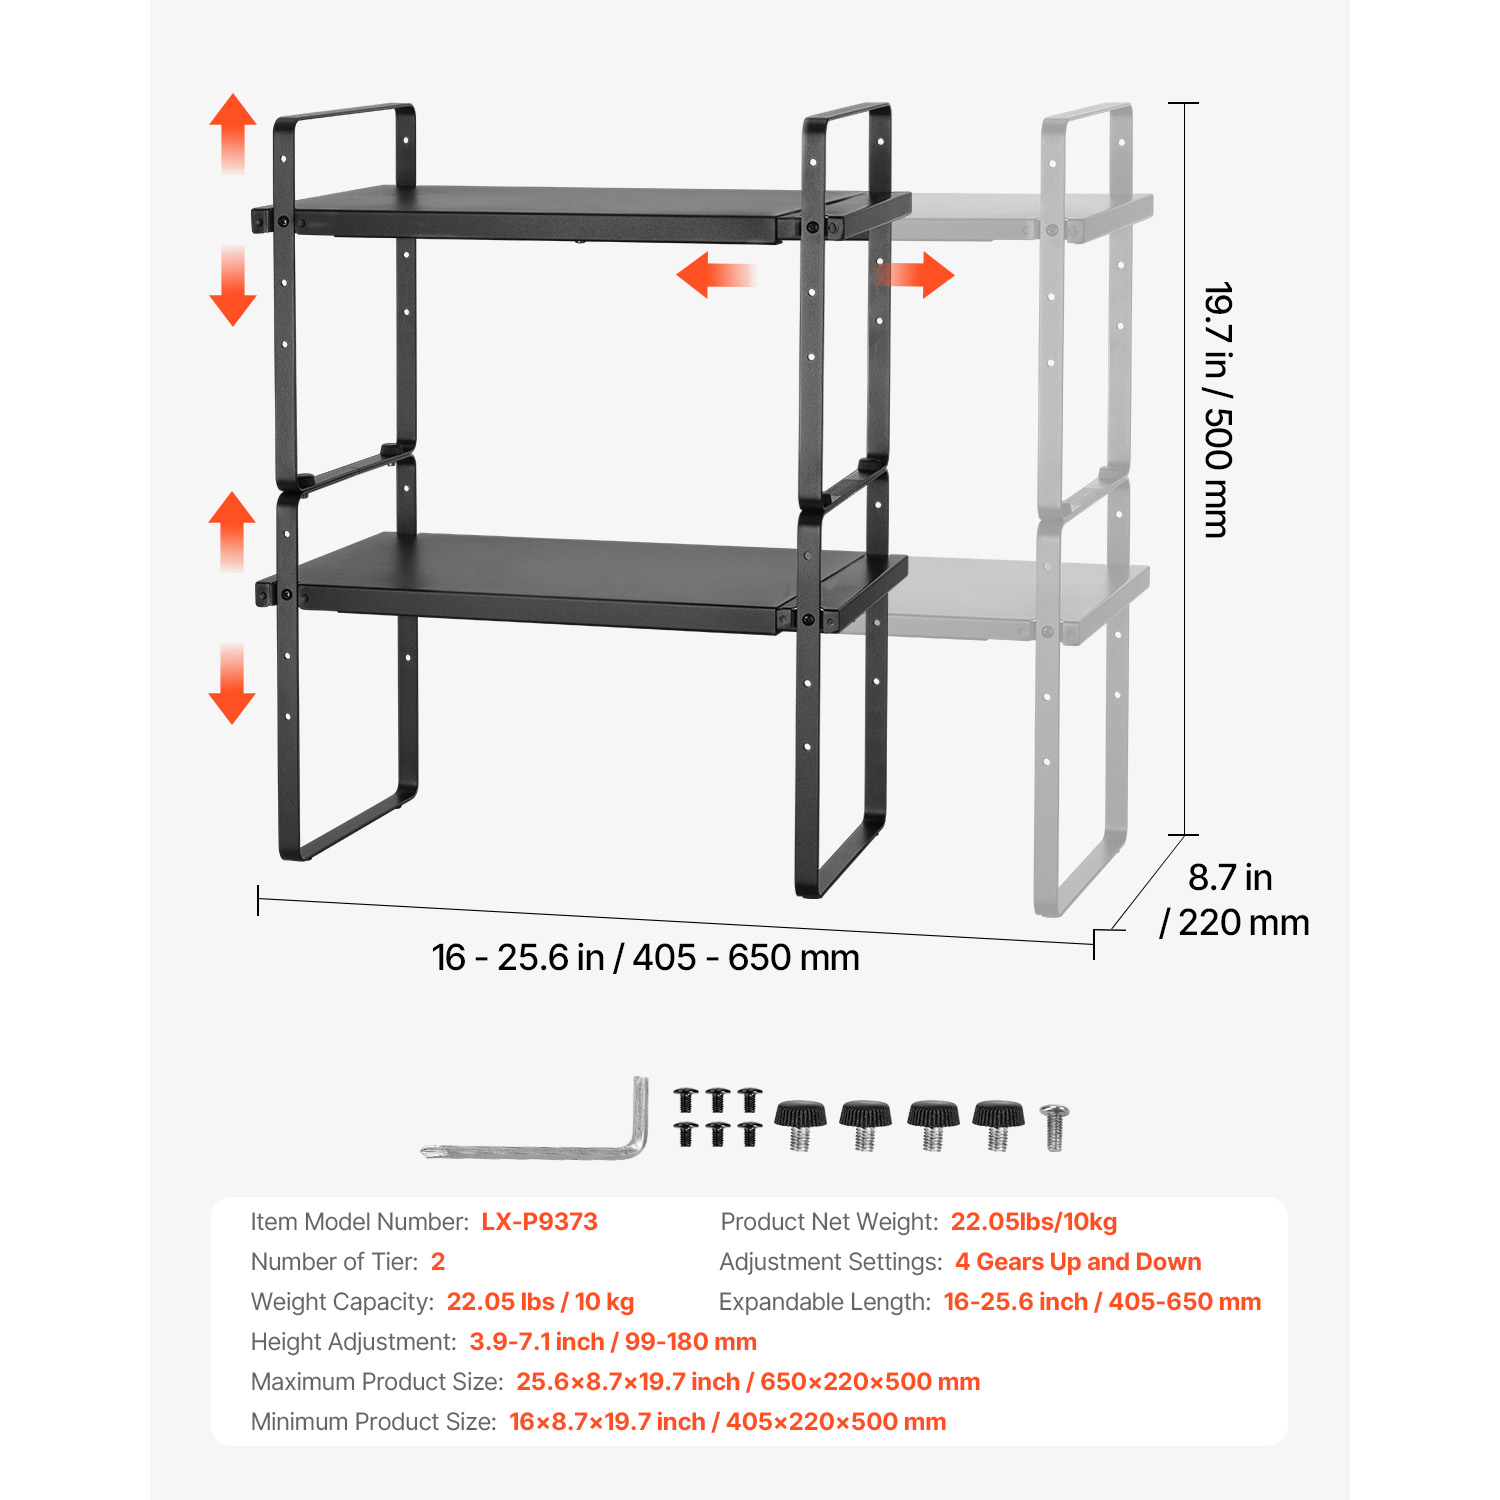 19.7 in / 500 mm
8.7 in
/ 220 mm
16 - 25.6 in / 405 - 650 mm
Item Model Number: LX-P9373
Product Net Weight: 22.05lbs/10kg
Number of Tier: 2
Adjustment Settings: 4 Gears Up and Down
Weight Capacity: 22.05 lbs / 10 kg
Expandable Length: 16-25.6 inch / 405-650 mm
Height Adjustment: 3.9-7.1 inch / 99-180 mm
Maximum Product Size: 25.6×8.7×19.7 inch / 650×220×500 mm
Minimum Product Size: 16×8.7×19.7 inch / 405×220×500 mm